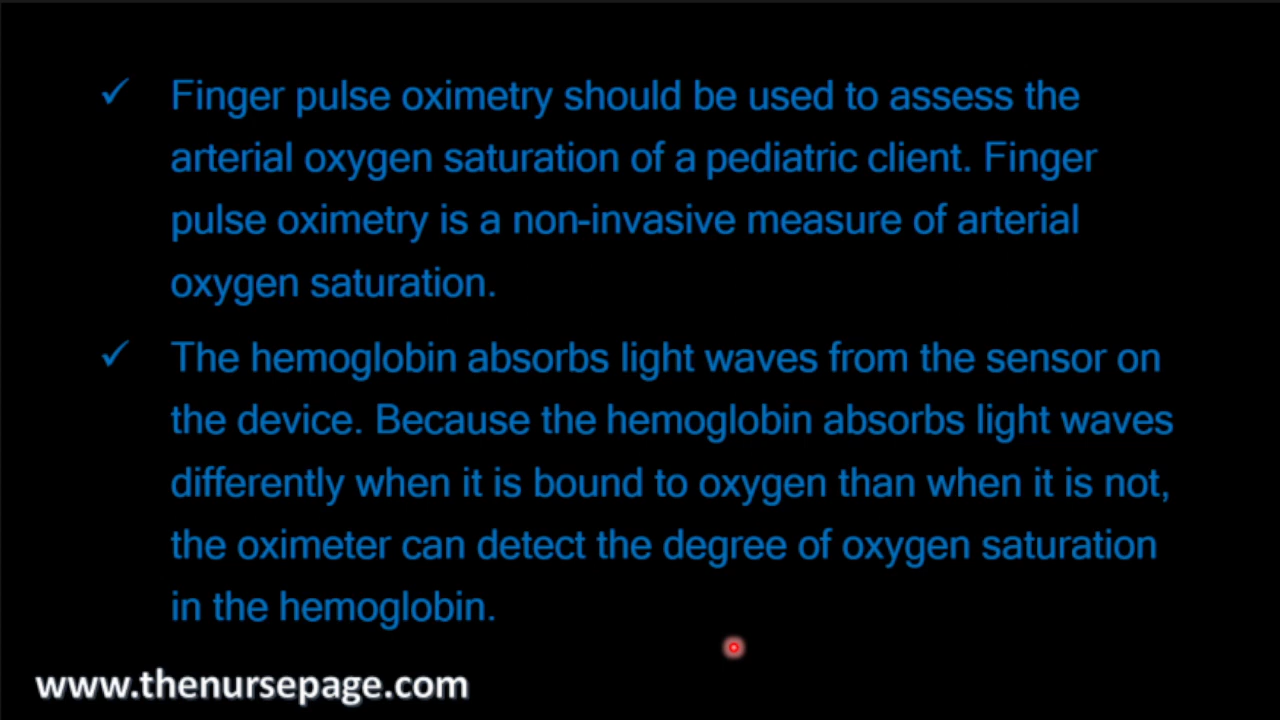 ✓ Finger pulse oximetry should be used to assess the
arterial oxygen saturation of a pediatric client. Finger
pulse oximetry is a non-invasive measure of arterial
oxygen saturation.
✓ The hemoglobin absorbs light waves from the sensor on
the device. Because the hemoglobin absorbs light waves
differently when it is bound to oxygen than when it is not,
the oximeter can detect the degree of oxygen saturation
in the hemoglobin.
www.thenursepage.com